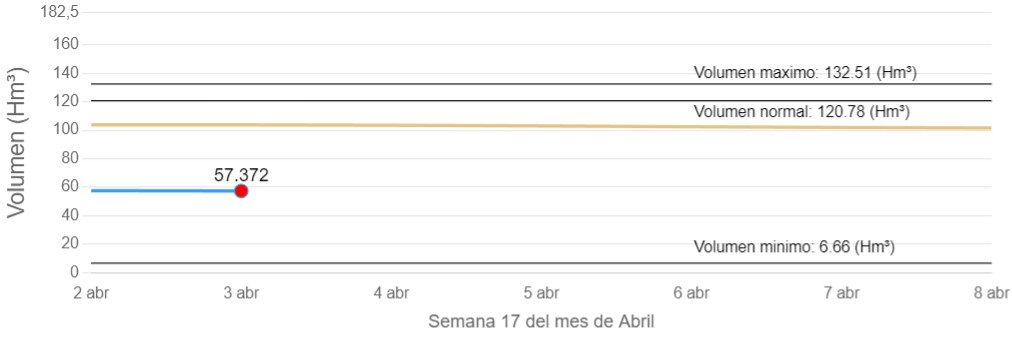 182,5
160
140
120
100
80
60
40
20
0
Volumen (Hm³)
Volumen maximo: 132.51 (Hm³)
Volumen normal: 120.78 (Hm³)
57.372
Volumen minimo: 6.66 (Hm³)
2 abr
3 abr
4 abr
5 abr
6 abr
7 abr
8 abr
Semana 17 del mes de Abril